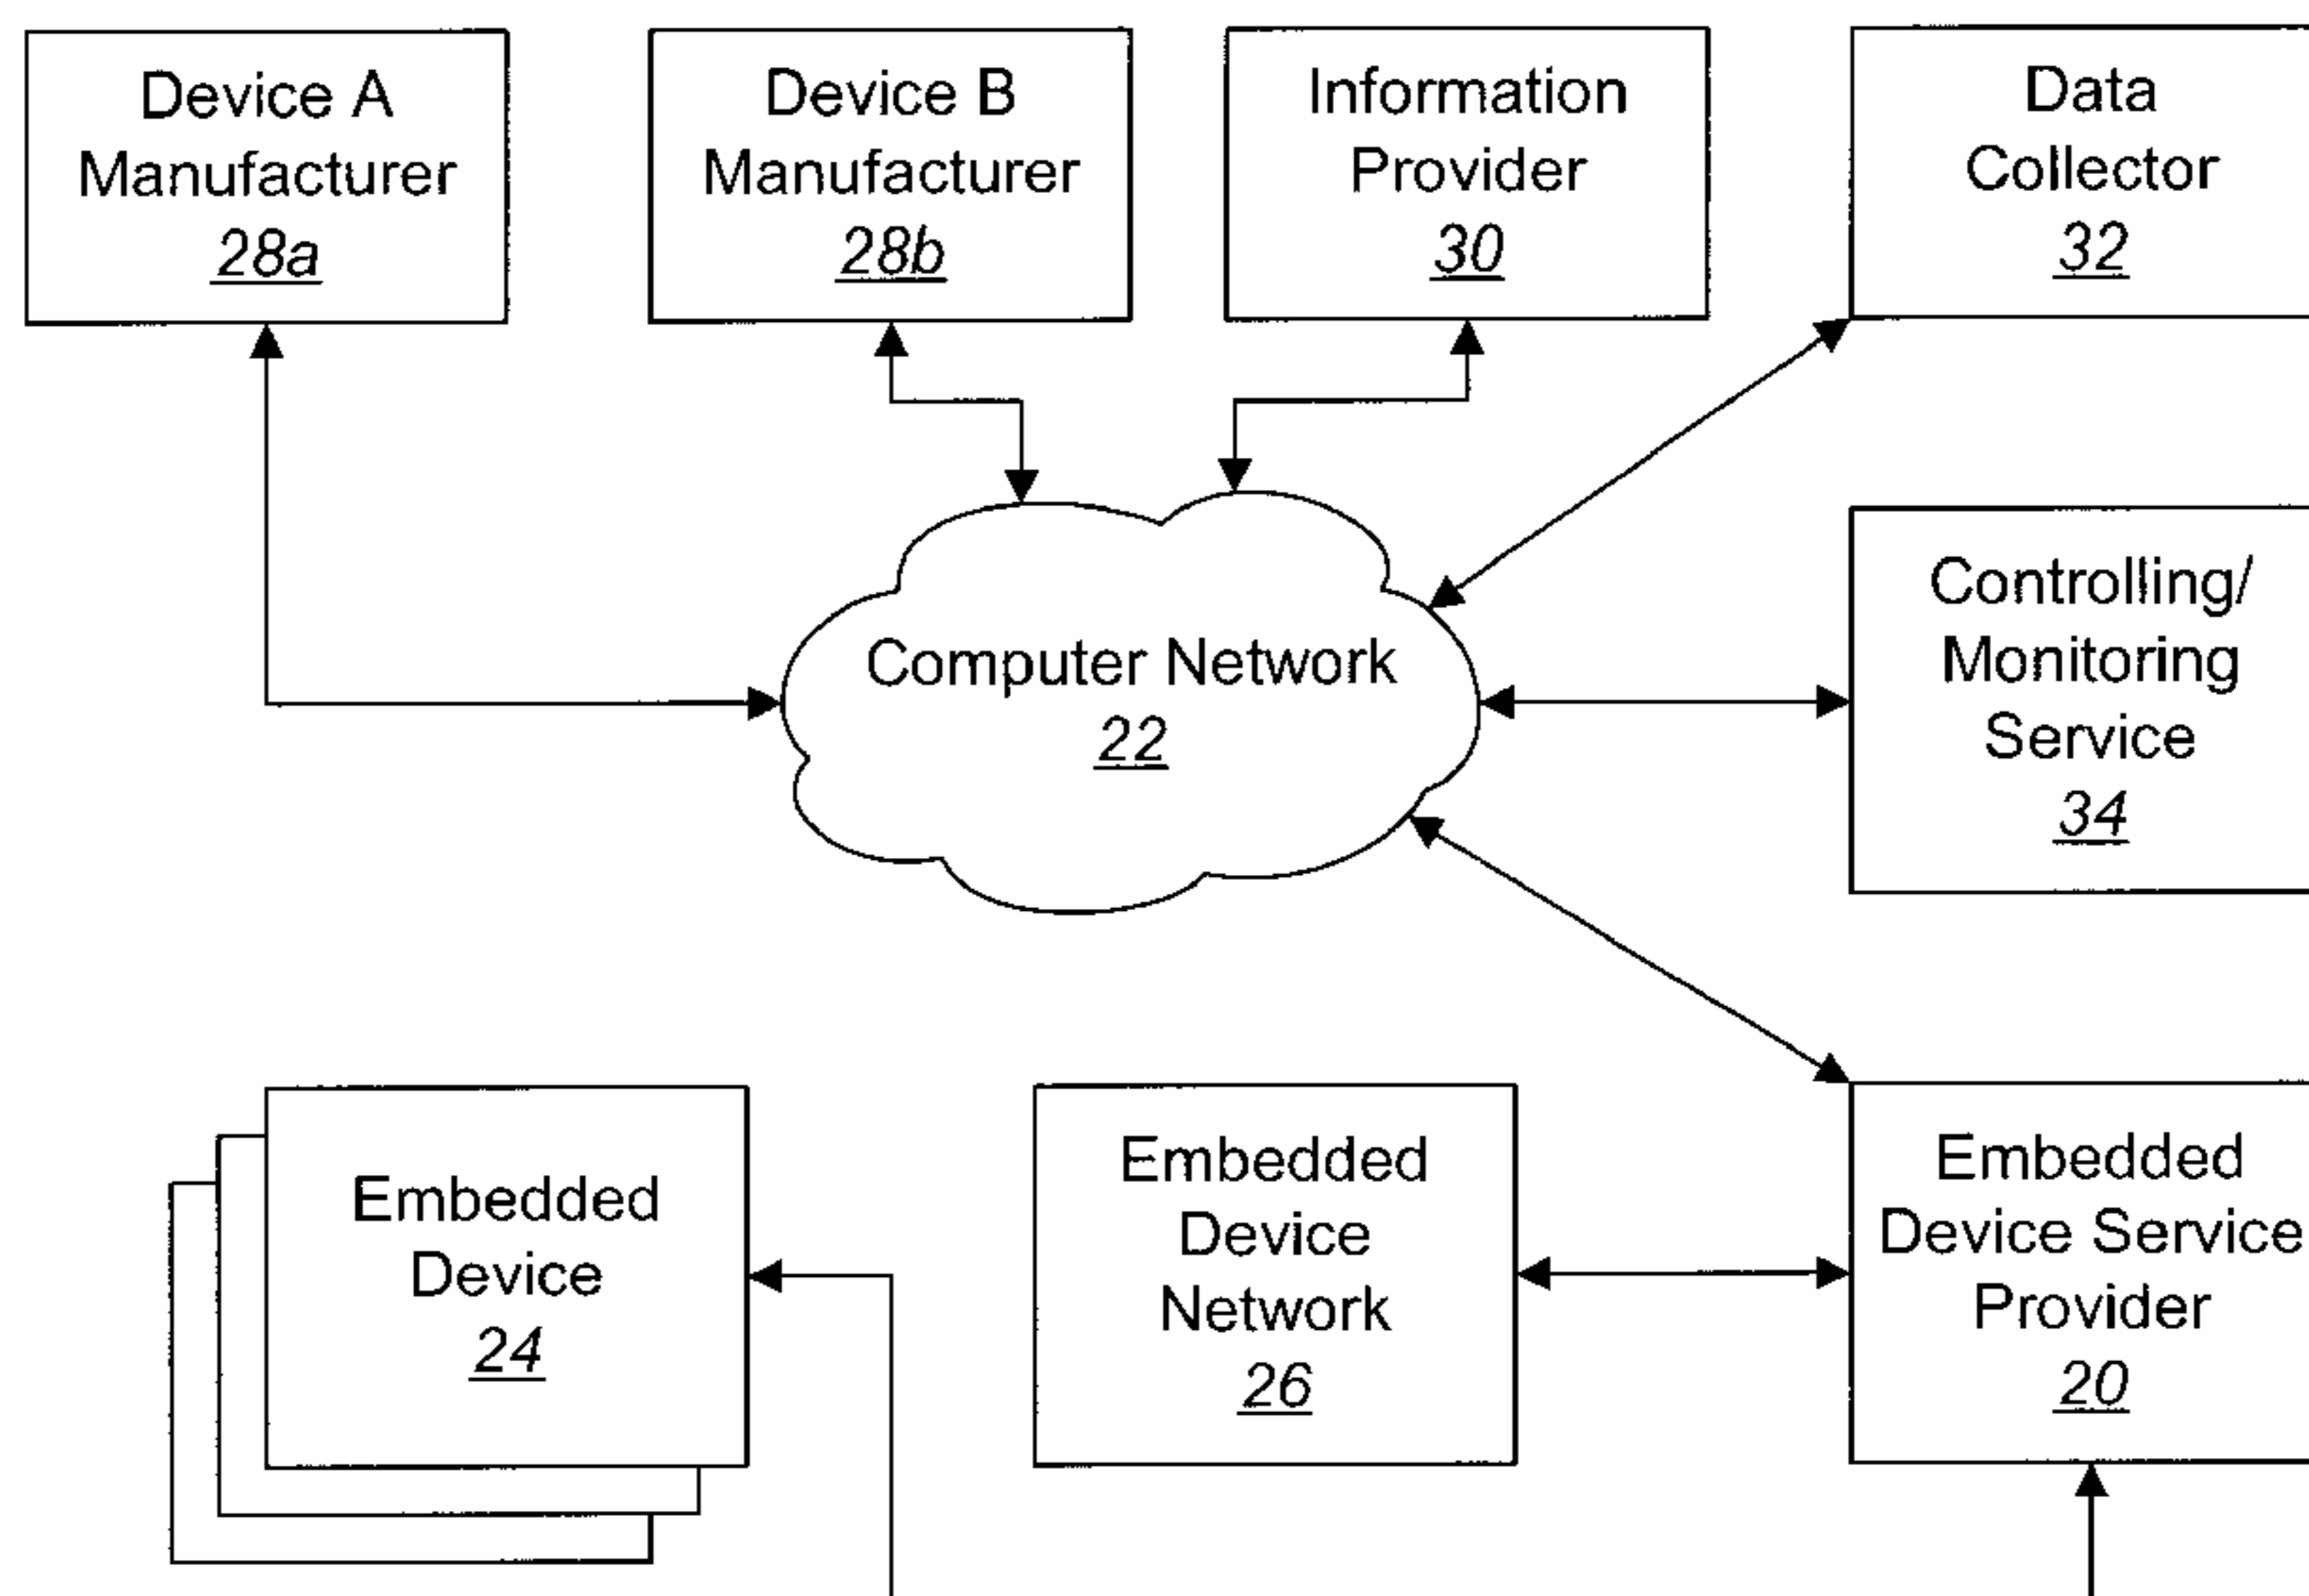 Device A
Manufacturer
28a
Device B
Manufacturer
28b
Information
Provider
30
Data
Collector
32
Computer Network
22
Controlling/
Monitoring
Service
34
Embedded
Device
24
Embedded
Device
Network
26
Embedded
Device Service
Provider
20